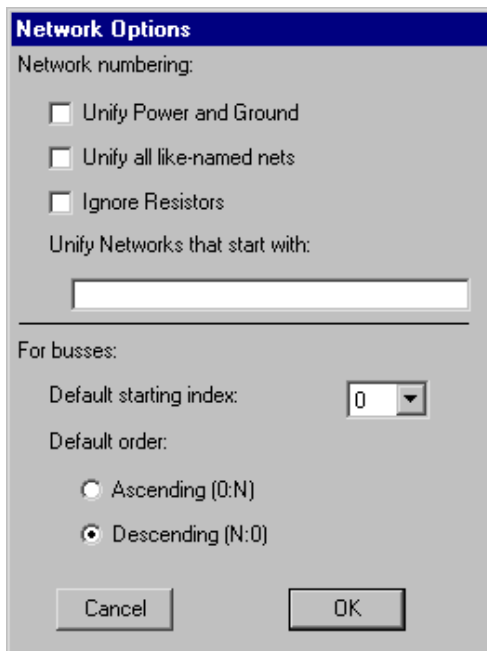 Network Options
Network numbering:
Unify Power and Ground
Unify all like-named nets
Ignore Resistors
Unify Networks that start with:
For busses:
Default starting index: 0
Default order:
Ascending (0:N)
Descending (N:0)
Cancel OK